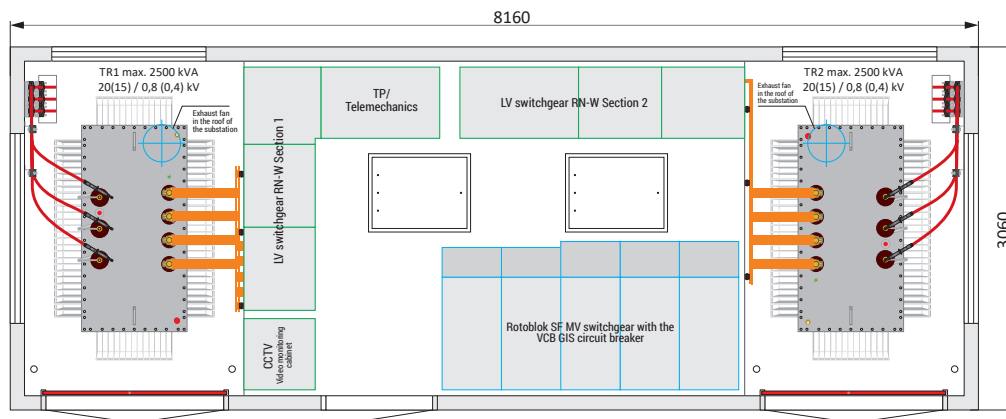 8160
TR1 max. 2500 kVA
20(15) / 0,8 (0,4) kV
Exhaust fan
in the roof of
the substation
LV switchgear RN-W Section 1
TP/
Telemechanics
LV switchgear RN-W Section 2
TR2 max. 2500 kVA
20(15) / 0,8 (0,4) kV
Exhaust fan
in the roof of
the substation
3060
CCTV
Video monitoring
cabinet
Rotoblok SF MV switchgear with the
VCB GIS circuit breaker